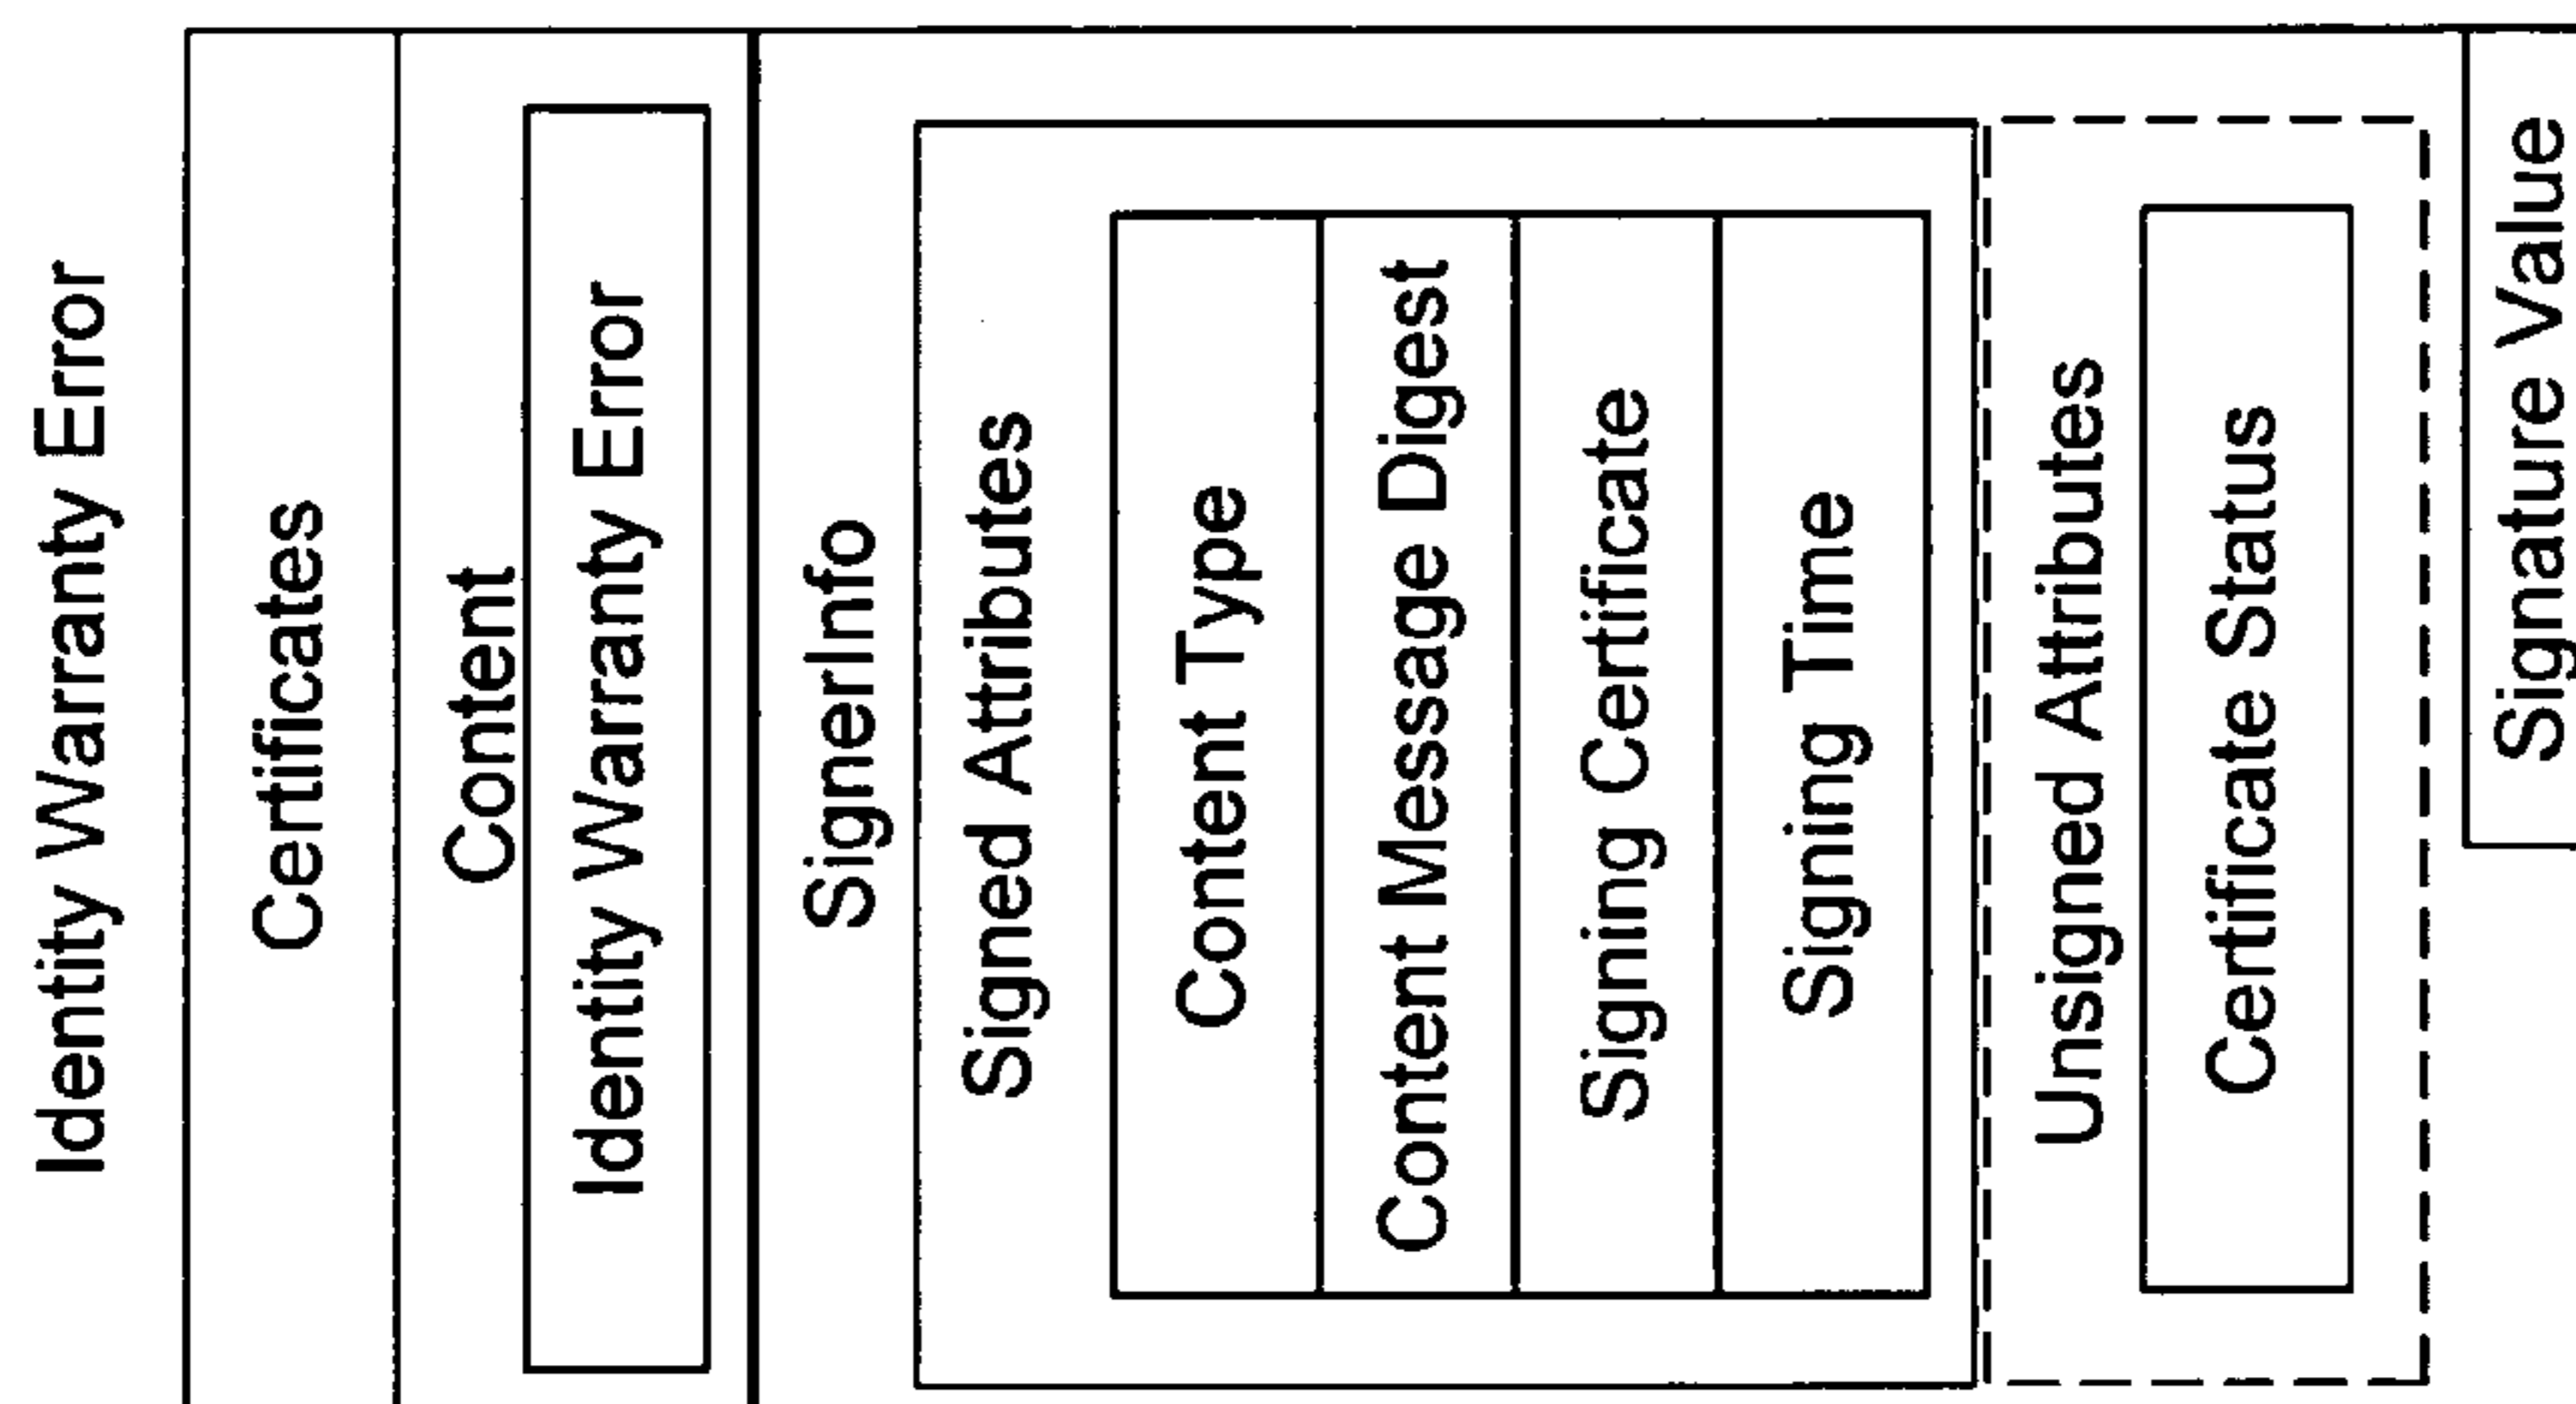 Identity Warranty Error
Certificates
Content
Identity Warranty Error
SignerInfo
Signed Attributes
Content Type
Content Message Digest
Signing Certificate
Signing Time
Unsigned Attributes
Certificate Status
Signature Value